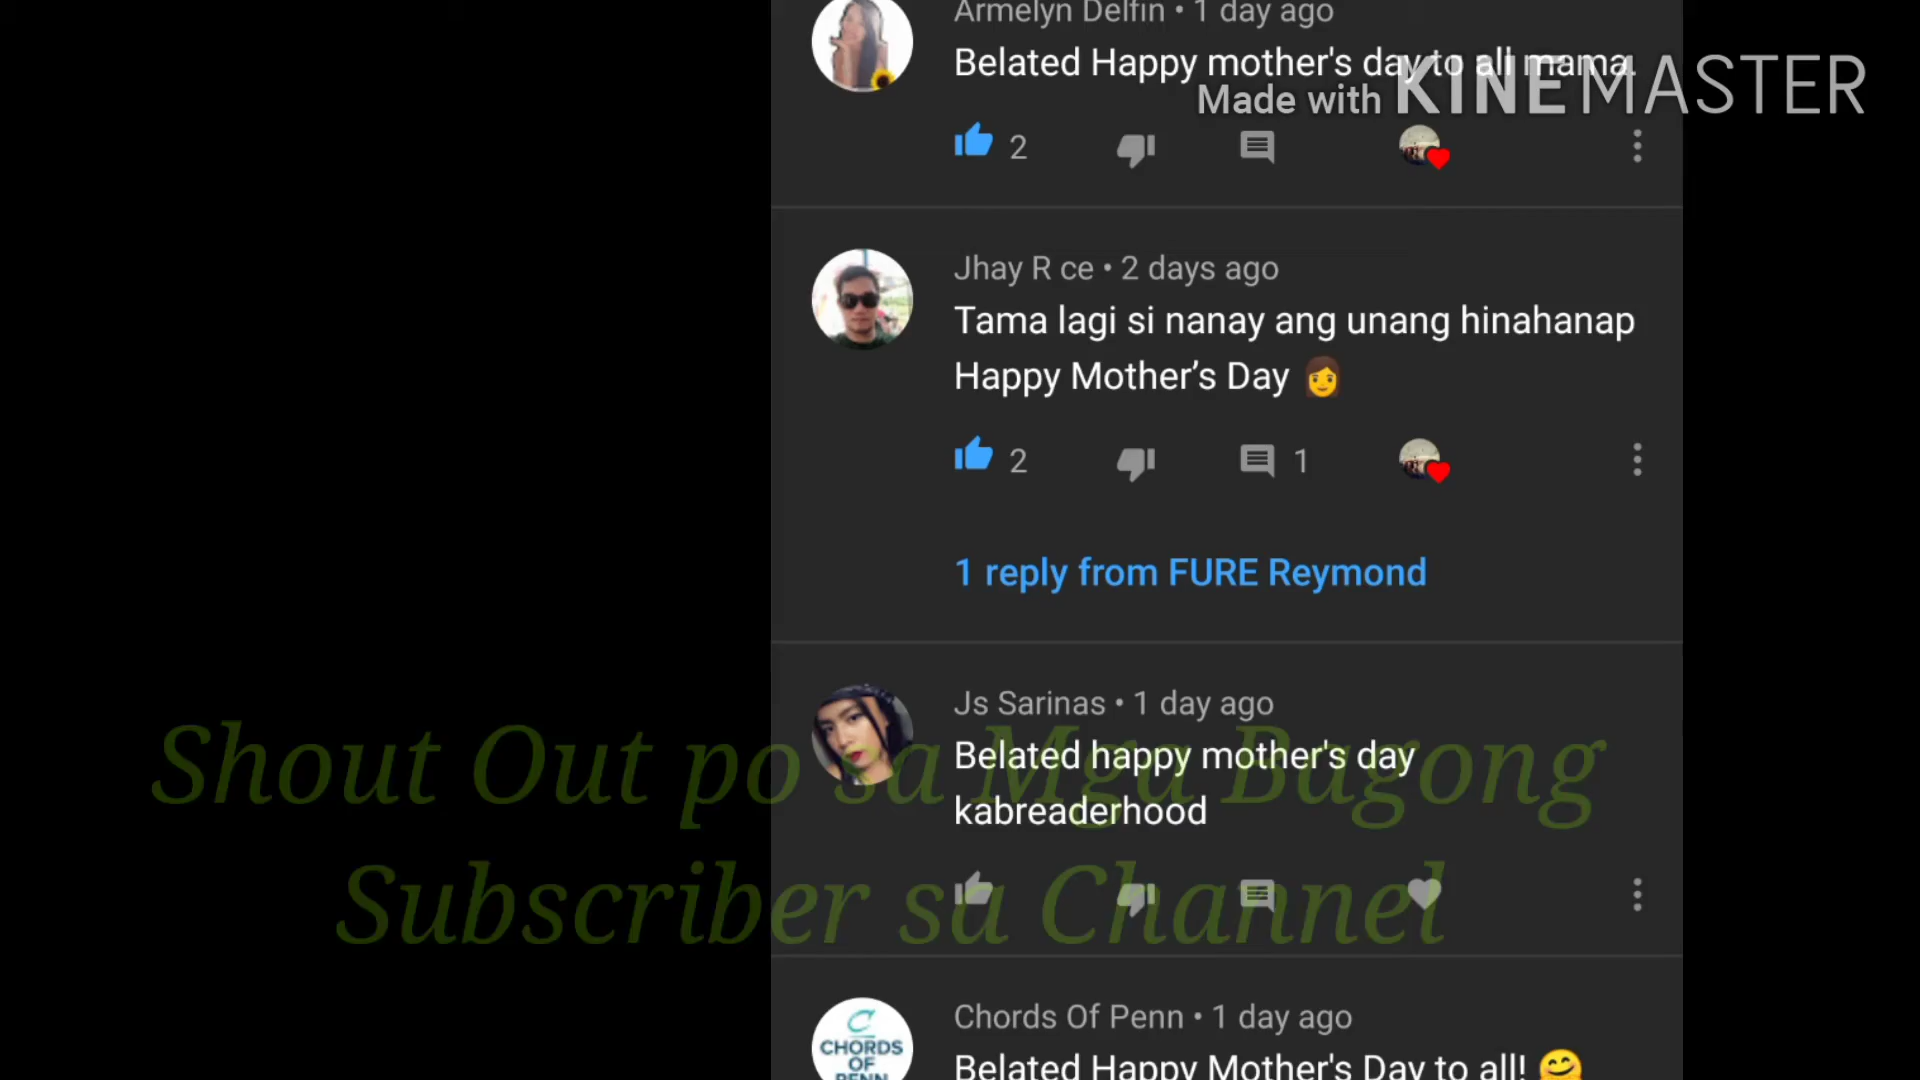 Armelyn Delfin • 1 day ago
Belated Happy mother's day to all mama.
Made with KINEMASTER
2
Jhay R ce • 2 days ago
Tama lagi si nanay ang unang hinahanap
Happy Mother’s Day 👩
2
1
1 reply from FURE Reymond
Js Sarinas • 1 day ago
Belated happy mother's day
kabreaderhood
Shout Out po sa Mga Bagong
Subscriber sa Channel
Chords Of Penn • 1 day ago
CHORDS
OF
PENN
Belated Happy Mother's Day to all! 🤗